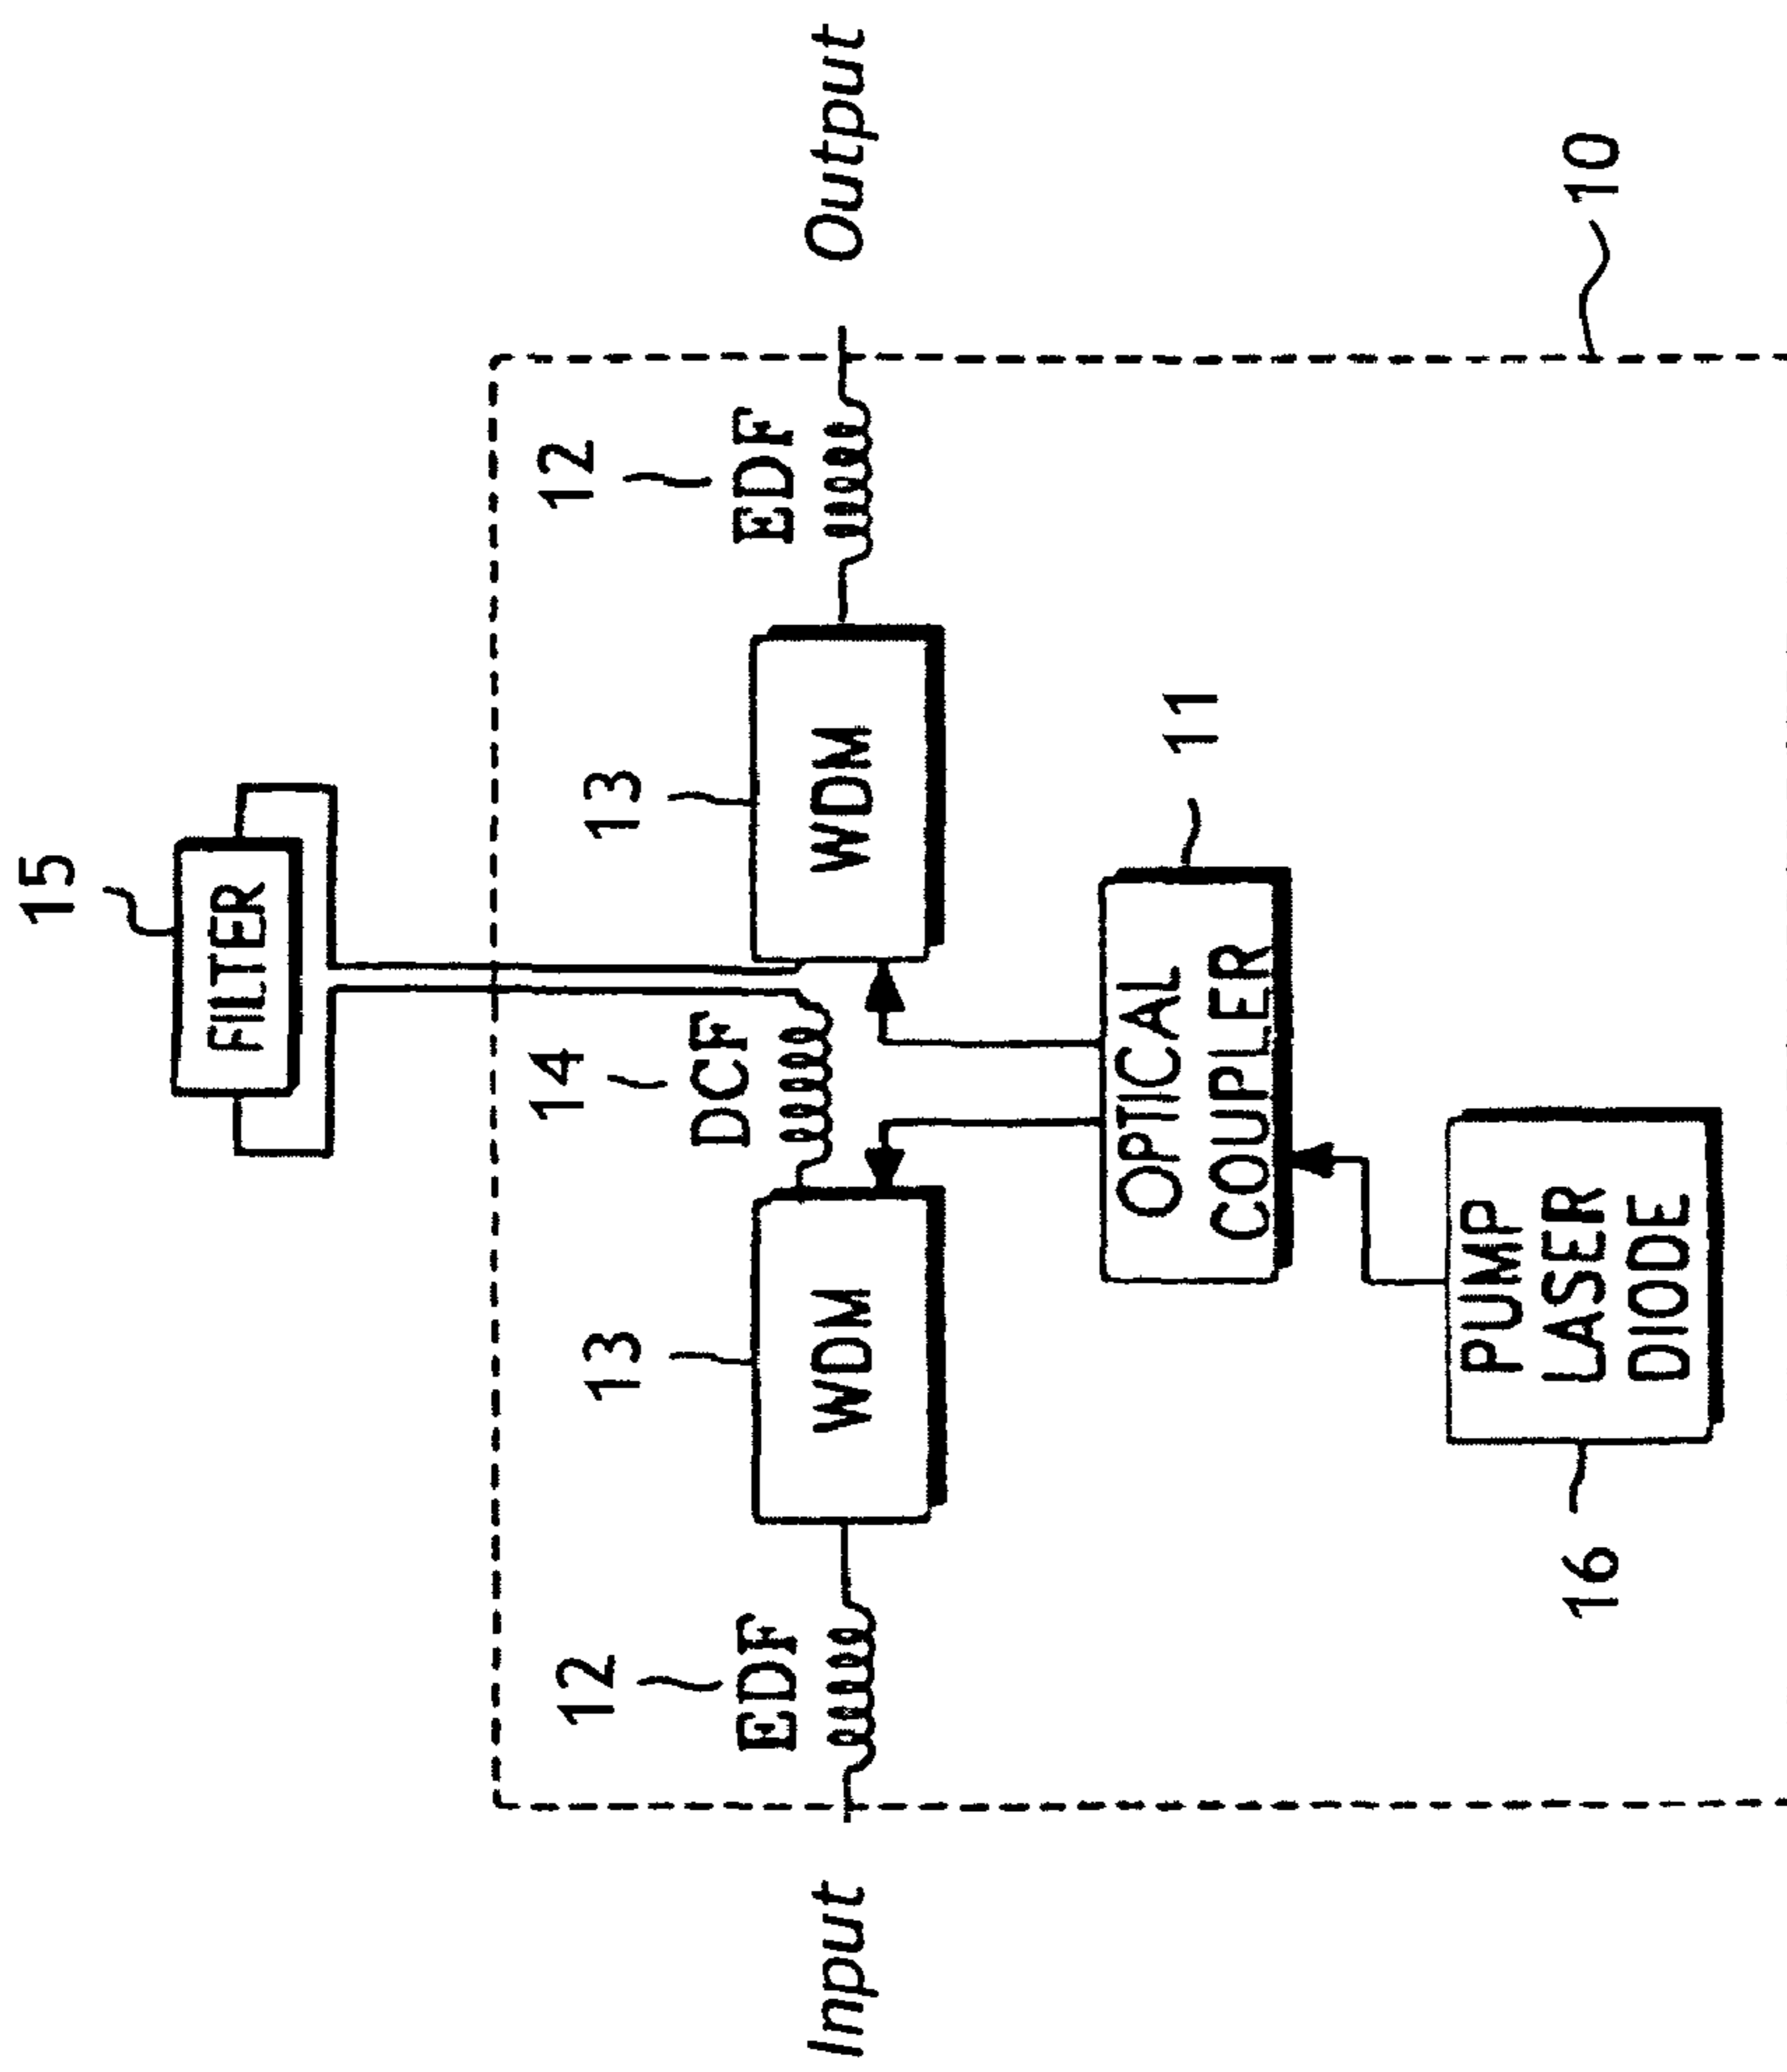 15
FILTER
14
DCF
12
EDF
13
WDM
13
WDM
12
EDF
Input
Output
11
OPTICAL
COUPLER
10
16
PUMP
LASER
DIODE